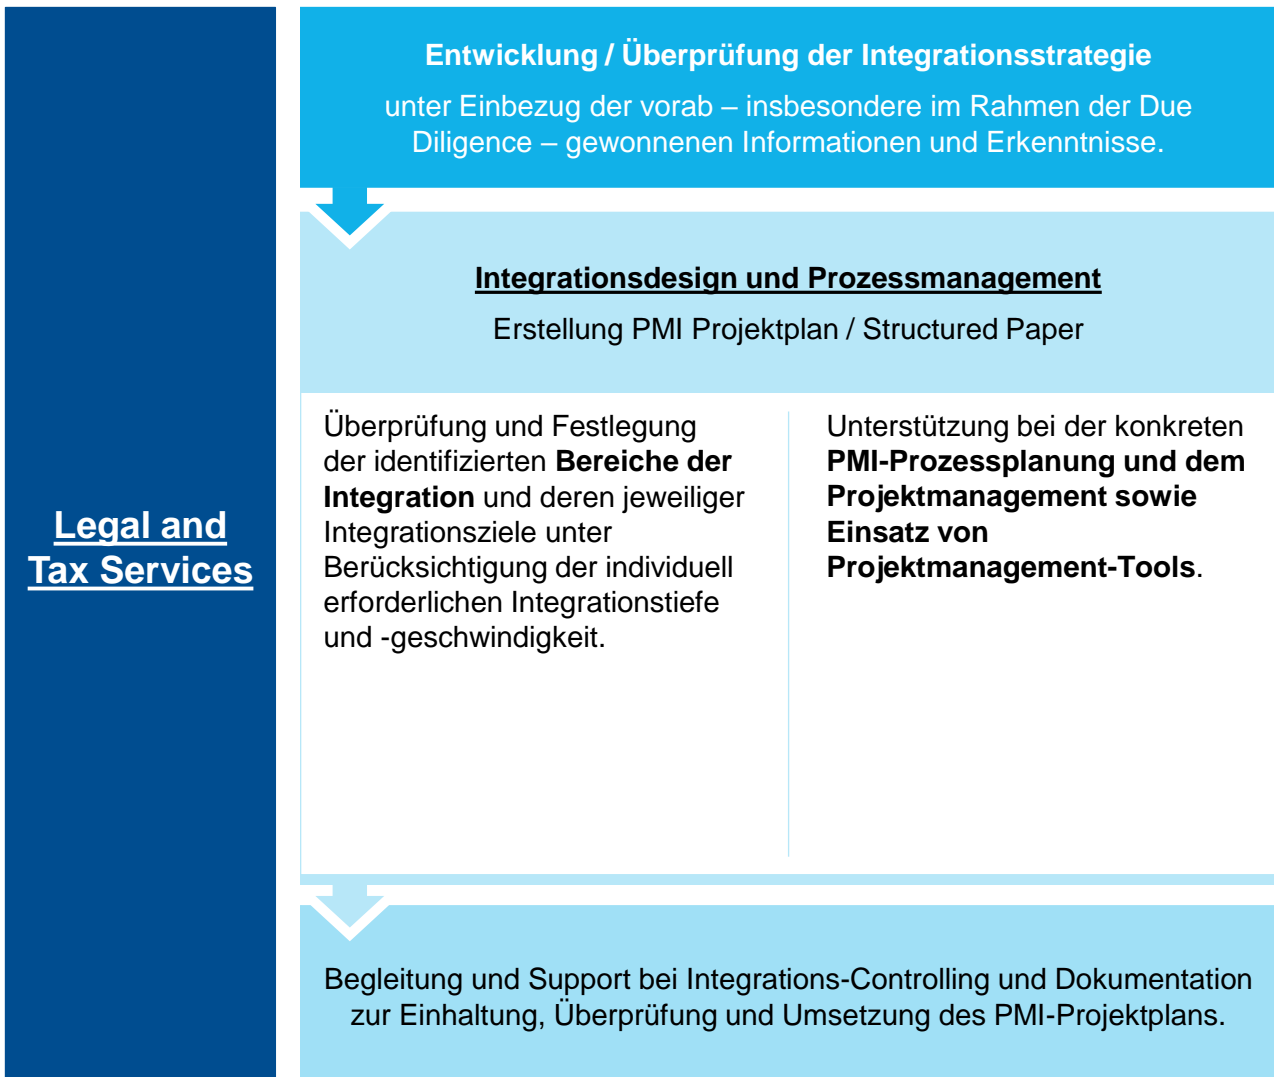 Legal and
Tax Services
Entwicklung / Überprüfung der Integrationsstrategie
unter Einbezug der vorab – insbesondere im Rahmen der Due
Diligence – gewonnenen Informationen und Erkenntnisse.
Integrationsdesign und Prozessmanagement
Erstellung PMI Projektplan / Structured Paper
Überprüfung und Festlegung
der identifizierten Bereiche der
Integration und deren jeweiliger
Integrationsziele unter
Berücksichtigung der individuell
erforderlichen Integrationstiefe
und -geschwindigkeit.
Unterstützung bei der konkreten
PMI-Prozessplanung und dem
Projektmanagement sowie
Einsatz von
Projektmanagement-Tools.
Begleitung und Support bei Integrations-Controlling und Dokumentation
zur Einhaltung, Überprüfung und Umsetzung des PMI-Projektplans.